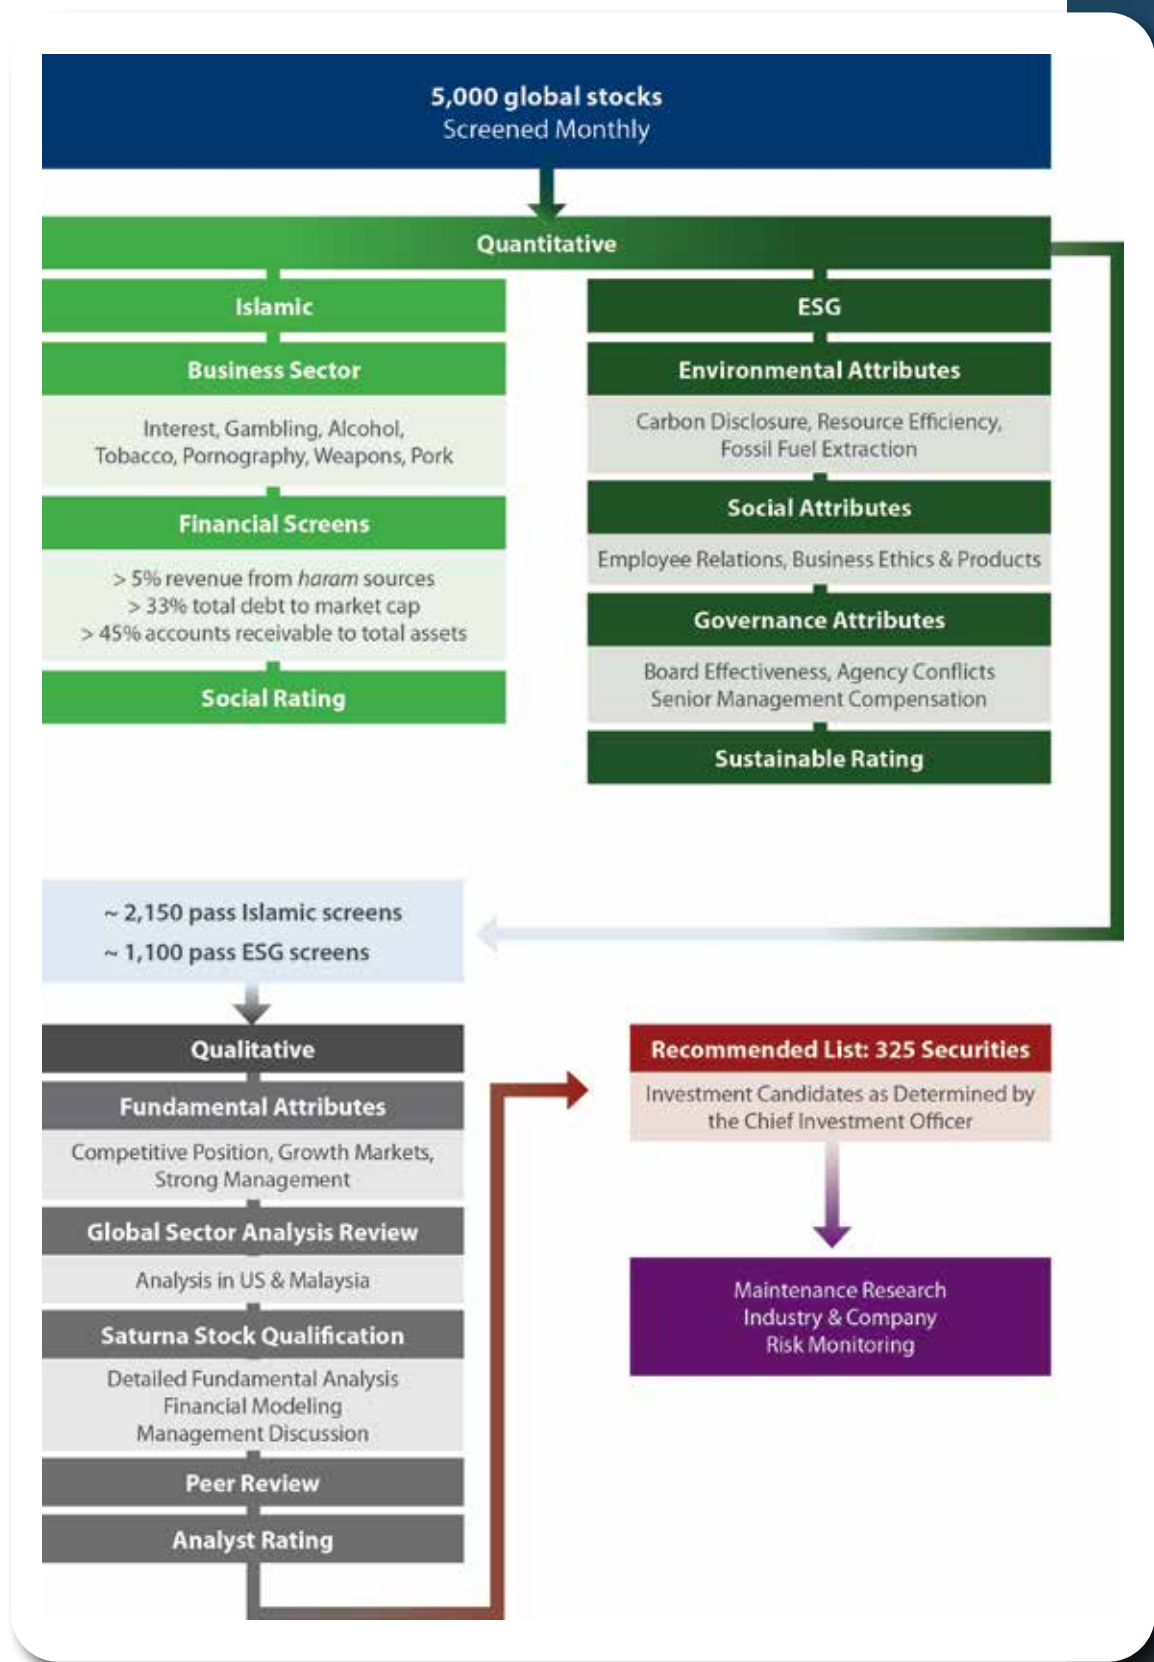 5,000 global stocks
Screened Monthly
Quantitative
Islamic
Business Sector
Interest, Gambling, Alcohol,
Tobacco, Pornography, Weapons, Pork
Financial Screens
> 5% revenue from haram sources
> 33% total debt to market cap
> 45% accounts receivable to total assets
Social Rating
ESG
Environmental Attributes
Carbon Disclosure, Resource Efficiency,
Fossil Fuel Extraction
Social Attributes
Employee Relations, Business Ethics & Products
Governance Attributes
Board Effectiveness, Agency Conflicts
Senior Management Compensation
Sustainable Rating
~ 2,150 pass Islamic screens
~ 1,100 pass ESG screens
Qualitative
Fundamental Attributes
Competitive Position, Growth Markets,
Strong Management
Global Sector Analysis Review
Analysis in US & Malaysia
Saturna Stock Qualification
Detailed Fundamental Analysis
Financial Modeling
Management Discussion
Peer Review
Analyst Rating
Recommended List: 325 Securities
Investment Candidates as Determined by
the Chief Investment Officer
Maintenance Research
Industry & Company
Risk Monitoring